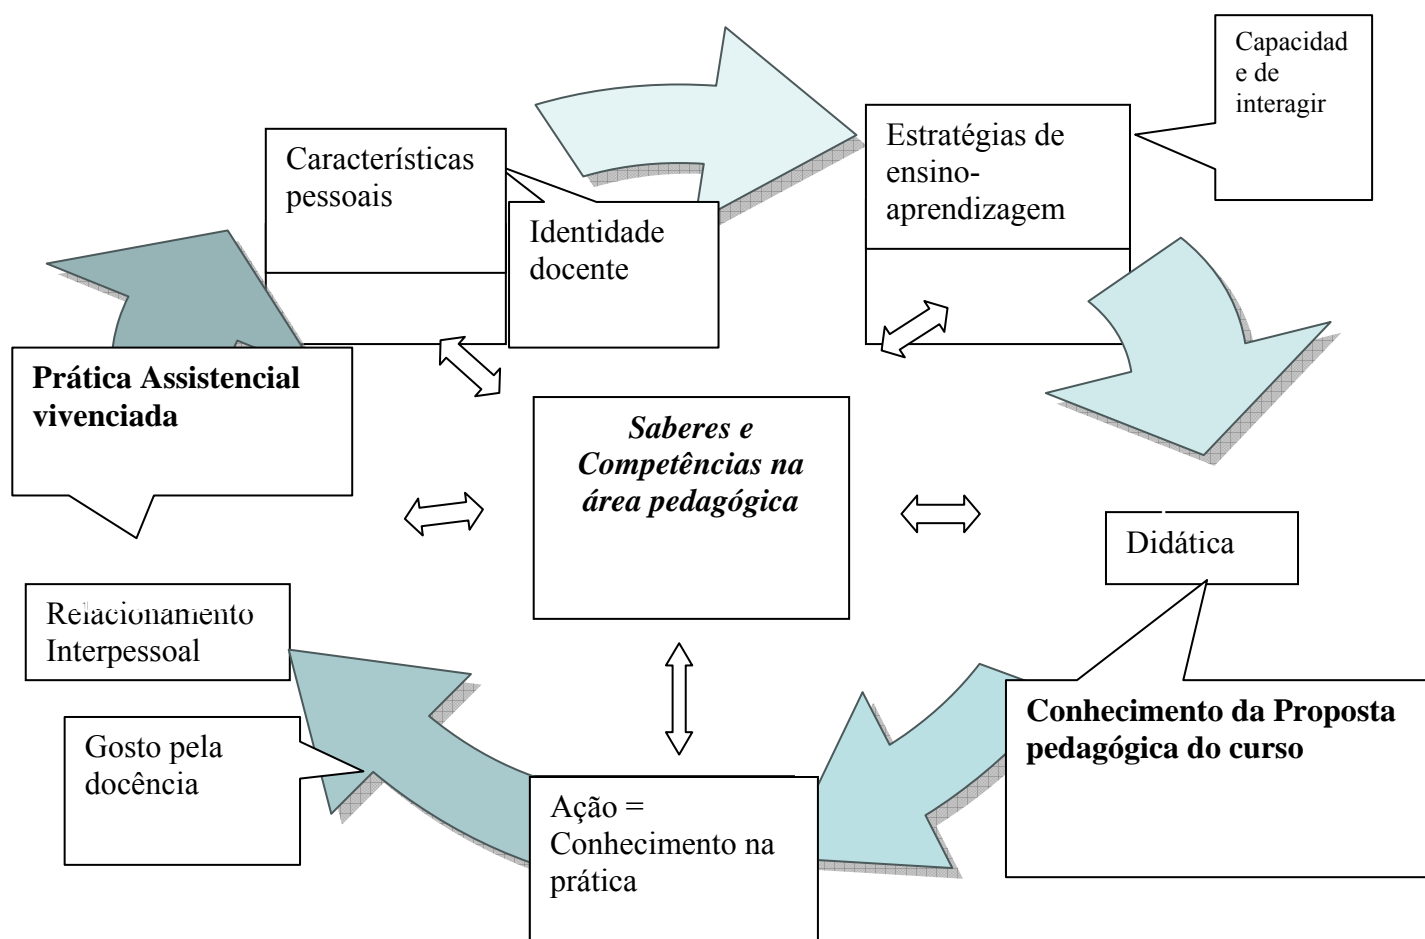 Capacidad
e de
interagir
Características
pessoais
Estratégias de
ensino-
aprendizagem
Identidade
docente
Prática Assistencial
vivenciada
Saberes e
Competências na
área pedagógica
Didática
Relacionamento
Interpessoal
Conhecimento da Proposta
pedagógica do curso
Gosto pela
docência
Ação =
Conhecimento na
prática